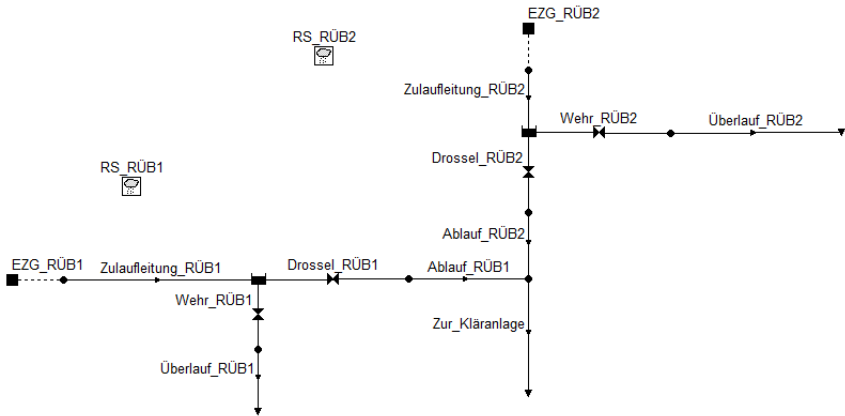 EZG_RÜB2
RS_RÜB2
Zulaufleitung_RÜB2
Wehr_RÜB2
Überlauf_RÜB2
Drossel_RÜB2
RS_RÜB1
Ablauf_RÜB2
EZG_RÜB1
Zulaufleitung_RÜB1
Drossel_RÜB1
Ablauf_RÜB1
Wehr_RÜB1
Zur_Kläranlage
Überlauf_RÜB1